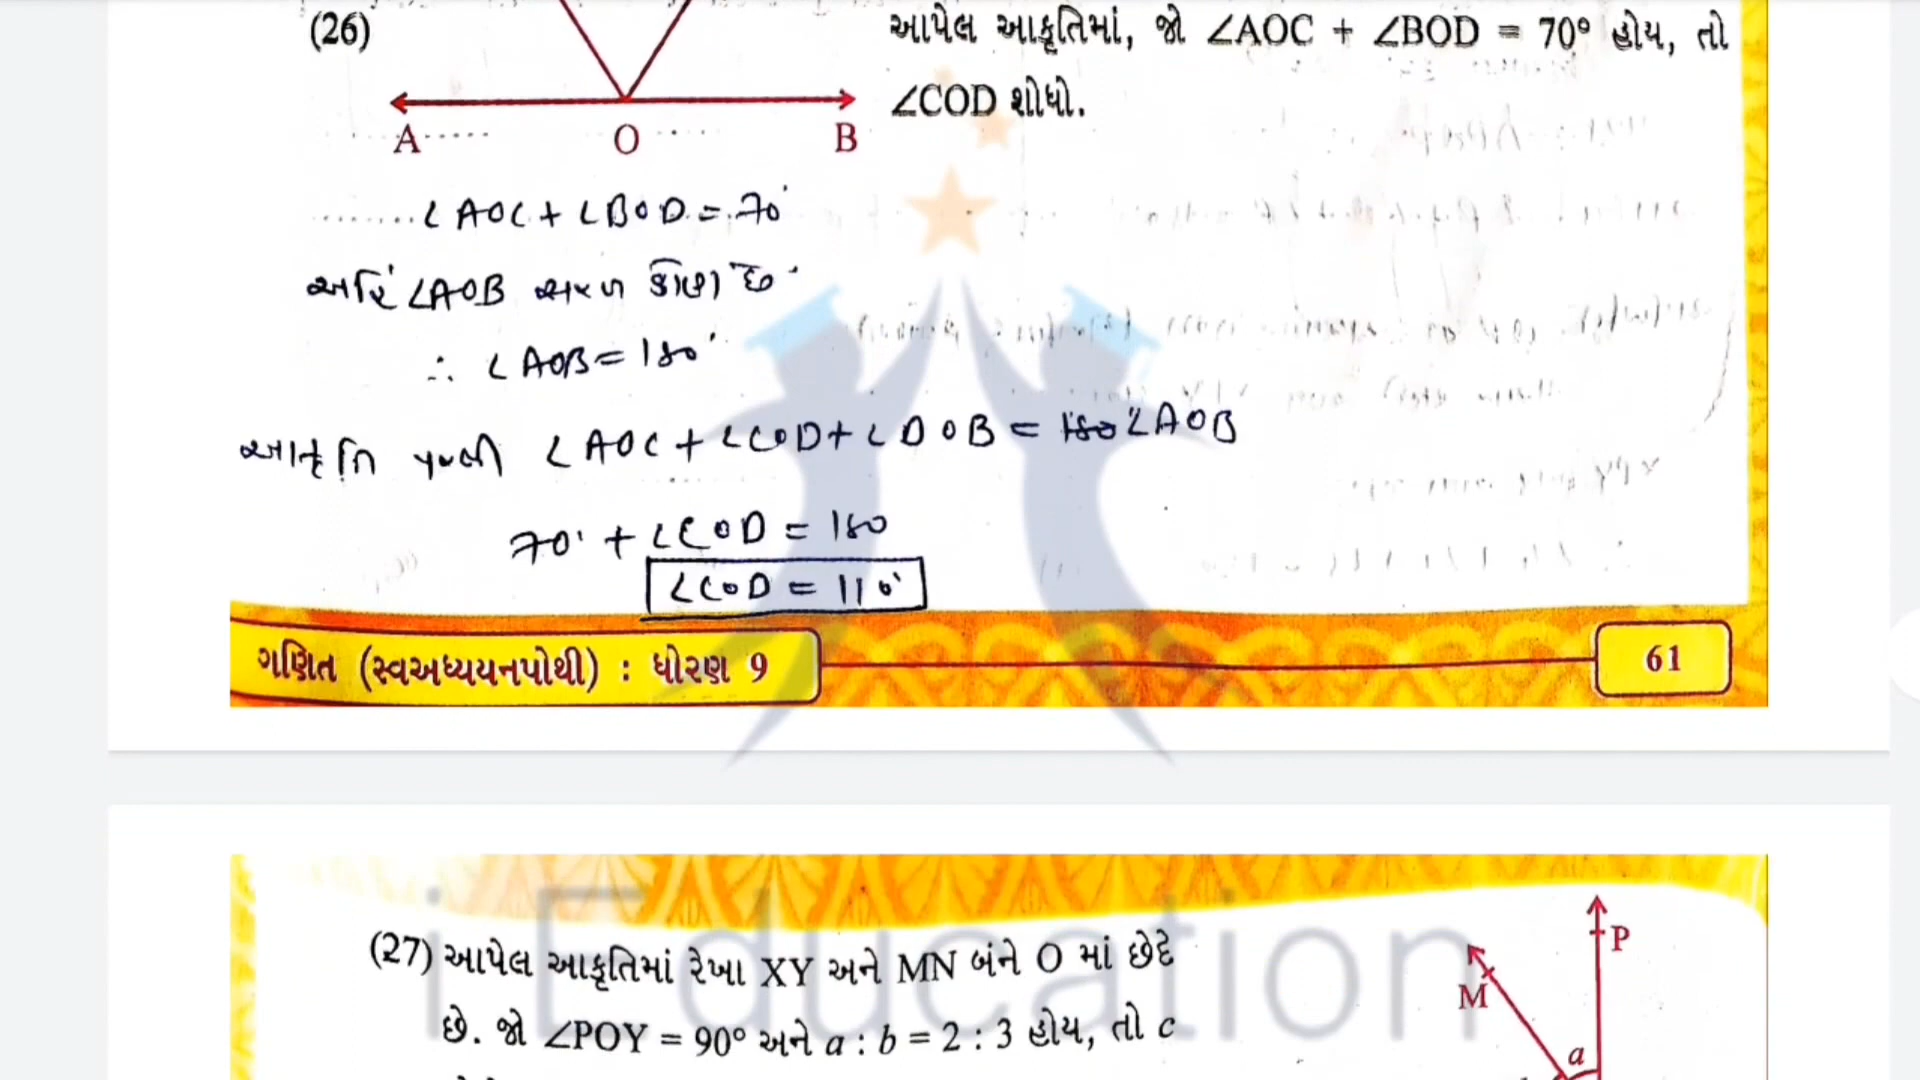 (26)
આપેલ આકૃતિમાં, જો ∠AOC + ∠BOD = 70° હોય, તો
∠COD શોધો.
A O B
∠AOC + ∠BOD = 70°
∠AOB સરળ કોણ છે.
∴ ∠AOB = 180°
આકૃતિ પરથી ∠AOC + ∠COD + ∠DOB = 180 ∠AOB
70° + ∠COD = 180
∠COD = 110°
ગણિત (સ્વઅધ્યયનપોથી) : ધોરણ 9
61
i Education
(27) આપેલ આકૃતિમાં રેખા XY અને MN બંને O માં છેદે
છે. જો ∠POY = 90° અને a : b = 2 : 3 હોય, તો c
P
M
a